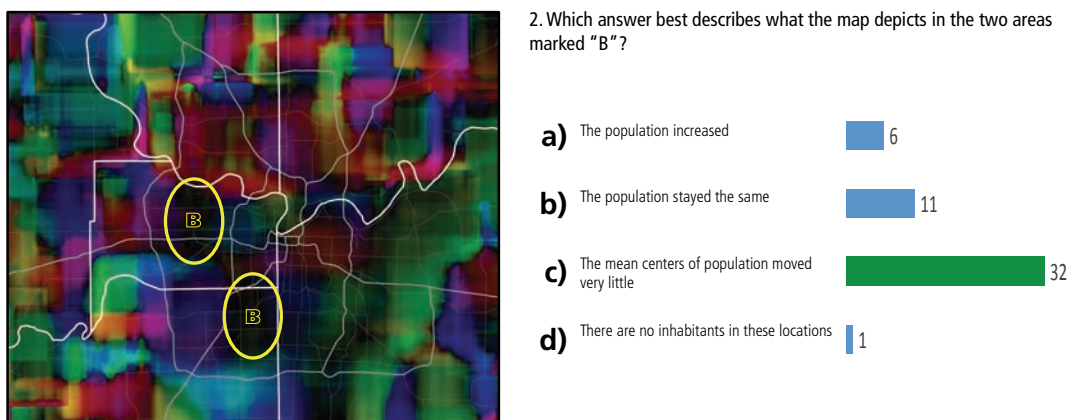 2. Which answer best describes what the map depicts in the two areas
marked “B”?
a) The population increased 6
b) The population stayed the same 11
c) The mean centers of population moved
very little 32
d) There are no inhabitants in these locations 1
B
B